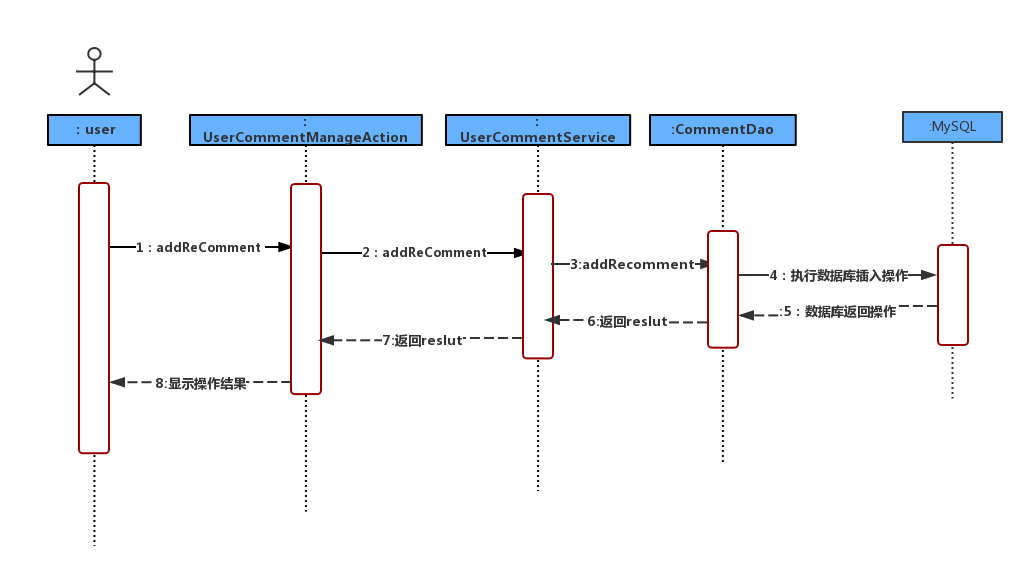 : user
:
UserCommentManageAction
:
UserCommentService
:CommentDao
:MySQL
1：addReComment
2：addReComment
3:addRecomment
4：执行数据库插入操作
:5：数据库返回操作
6:返回reslut
7:返回reslut
8:显示操作结果